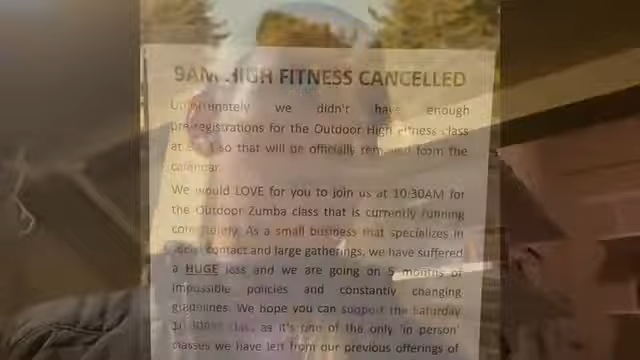 9AM HIGH FITNESS CANCELLED
Unfortunately we didn't have enough
pre-registrations for the Outdoor High Fitness class
at so that will be officially removed from the
calendar.
We would LOVE for you to join us at 10:30AM for
the Outdoor Zumba class that is currently running
As a small business that specializes in
social contact and large gatherings, we have suffered
a HUGE loss and we are going on 5 months of
impossible policies and constantly changing
guidelines. We hope you can support the Saturday
class, as it's one of the only 'in person'
classes we have left from our previous offerings of